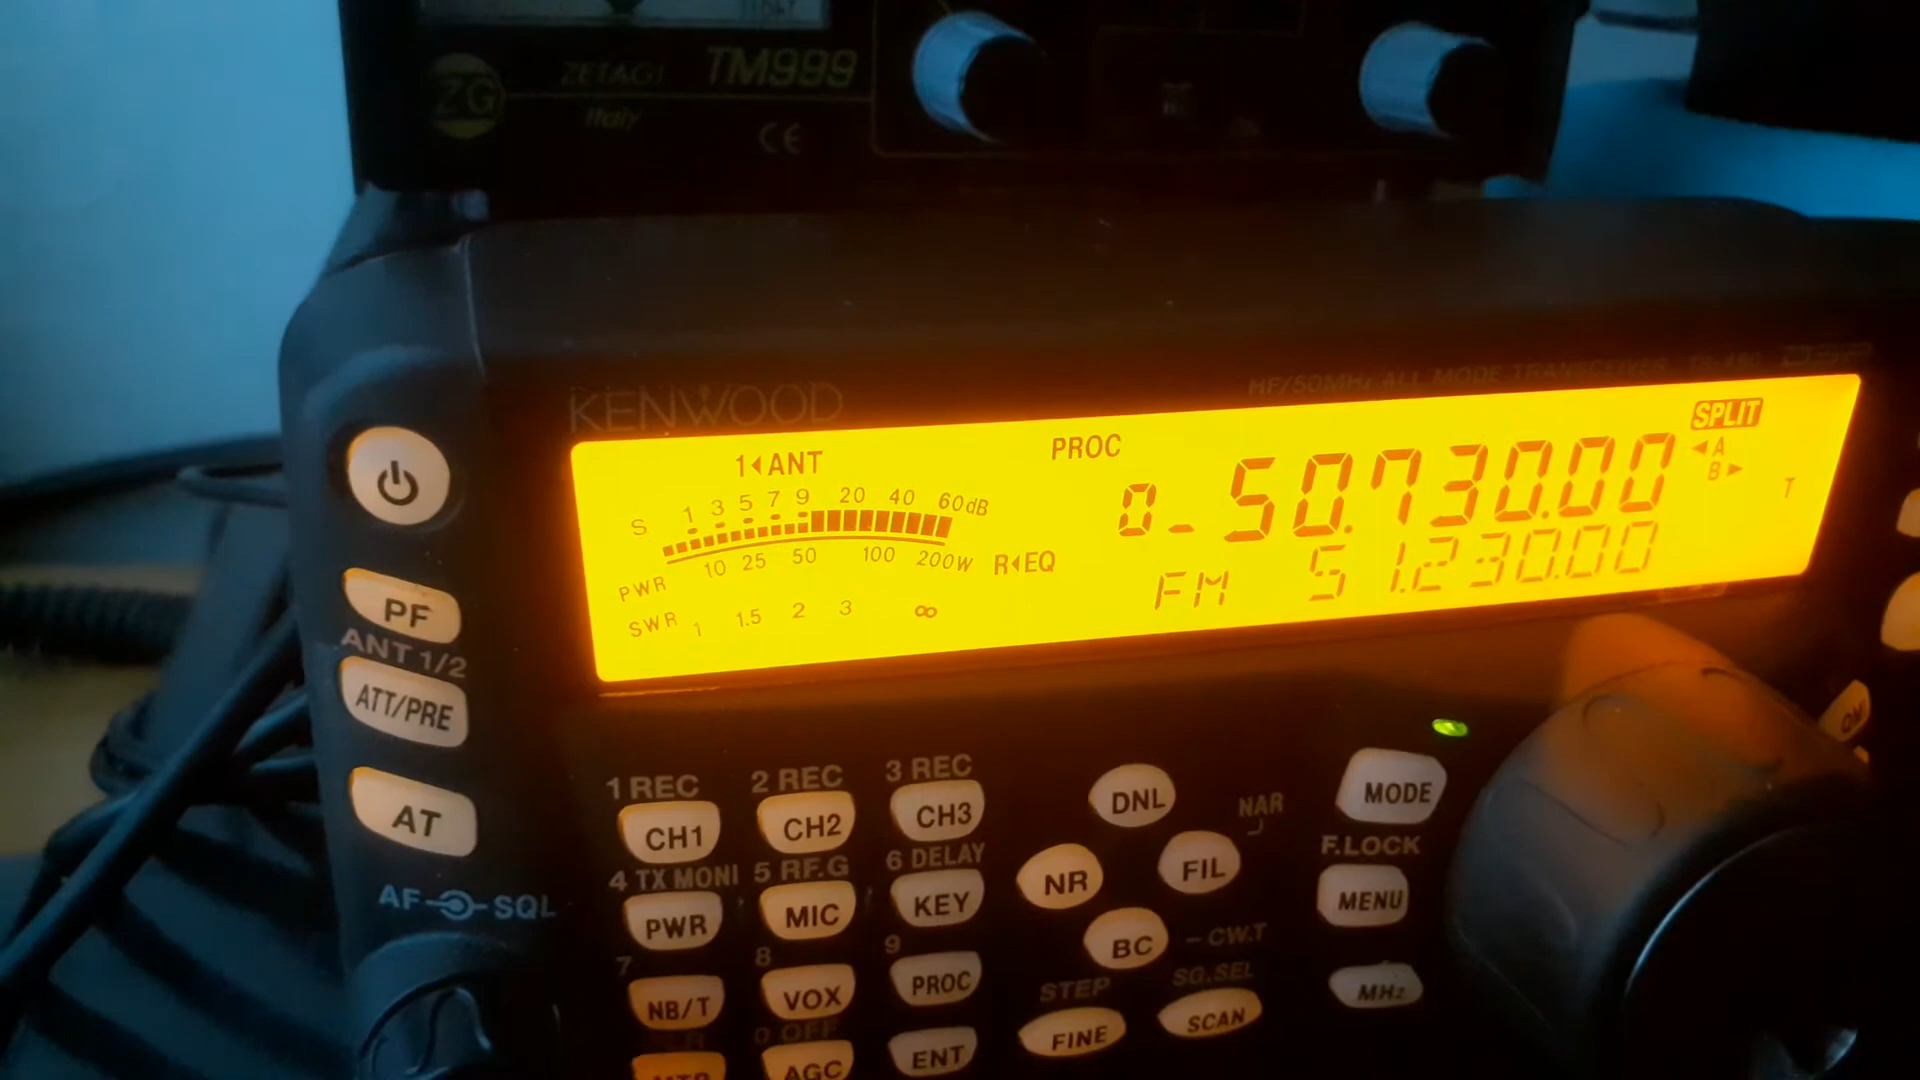 ZG ZETAGI TM999
Italy
CE
KENWOOD
HF/50MHz ALL MODE TRANSCEIVER TS-480
DSP
1◄ANT
PROC
SPLIT
◄A
B►
T
S 1 3 5 7 9 20 40 60dB
0-50.730.00
PWR 10 25 50 100 200W
R◄EQ
FM 51.230.00
SWR 1 1.5 2 3 ∞
PF
ANT 1/2
ATT/PRE
AT
AF SQL
1 REC 2 REC 3 REC
CH1 CH2 CH3
4 TX MONI 5 RF.G 6 DELAY
PWR MIC KEY
7 8 9
NB/T VOX PROC
0 OFF
MTR AGC ENT
DNL
NAR
NR FIL
BC
CW.T
STEP SG.SEL
FINE SCAN
MODE
F.LOCK
MENU
MHz